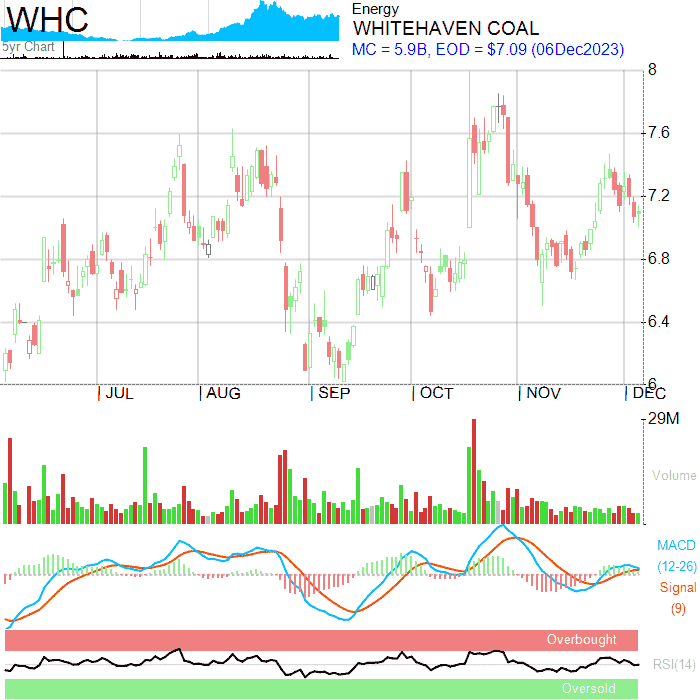 WHC
5yr Chart
Energy
WHITEHAVEN COAL
MC = 5.9B, EOD = $7.09 (06Dec2023)
8
7.6
7.2
6.8
6.4
6
JUL AUG SEP OCT NOV DEC
29M
Volume
MACD
(12-26)
Signal
(9)
Overbought
RSI(14)
Oversold